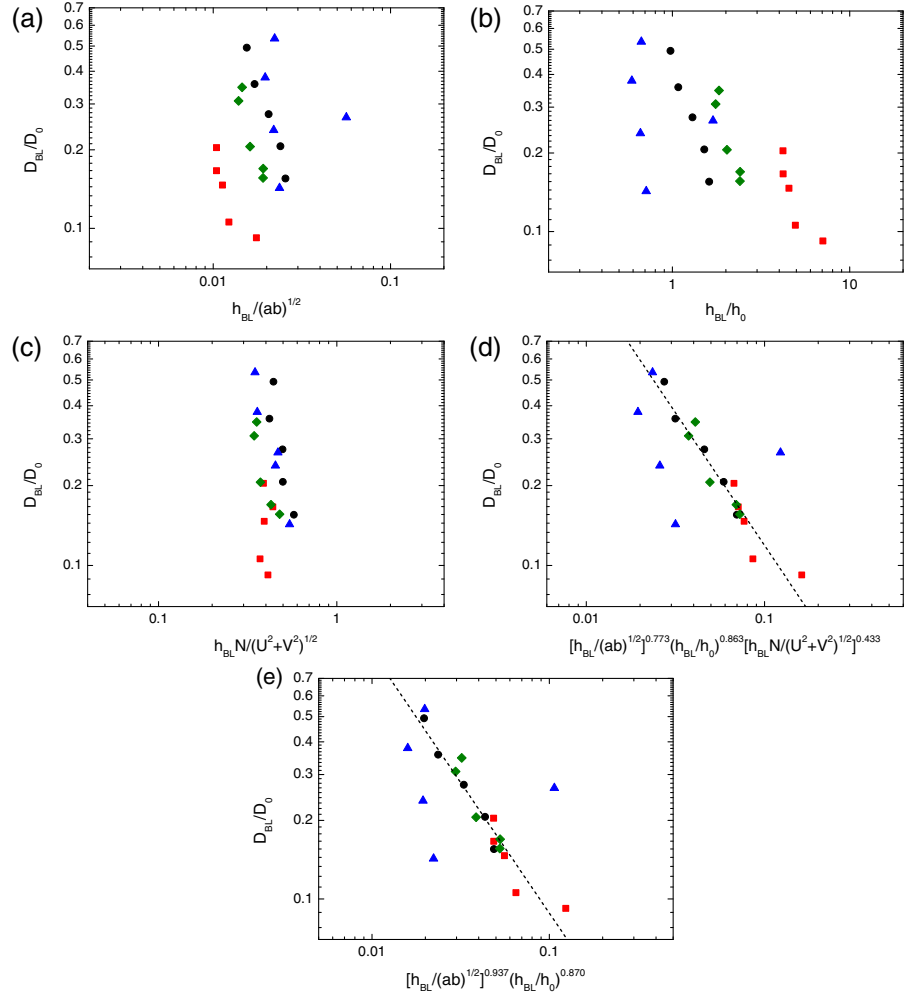 (a)
0.7
0.6
0.5
0.4
0.3
0.2
0.1
D_BL/D_0
0.01 0.1
h_BL/(ab)^1/2
(b)
0.7
0.6
0.5
0.4
0.3
0.2
0.1
D_BL/D_0
1 10
h_BL/h_0
(c)
0.7
0.6
0.5
0.4
0.3
0.2
0.1
D_BL/D_0
0.1 1
h_BL N/(U^2+V^2)^1/2
(d)
0.7
0.6
0.5
0.4
0.3
0.2
0.1
D_BL/D_0
0.01 0.1
[h_BL/(ab)^1/2]^0.773(h_BL/h_0)^0.863[h_BL N/(U^2+V^2)^1/2]^0.433
(e)
0.7
0.6
0.5
0.4
0.3
0.2
0.1
D_BL/D_0
0.01 0.1
[h_BL/(ab)^1/2]^0.937(h_BL/h_0)^0.870